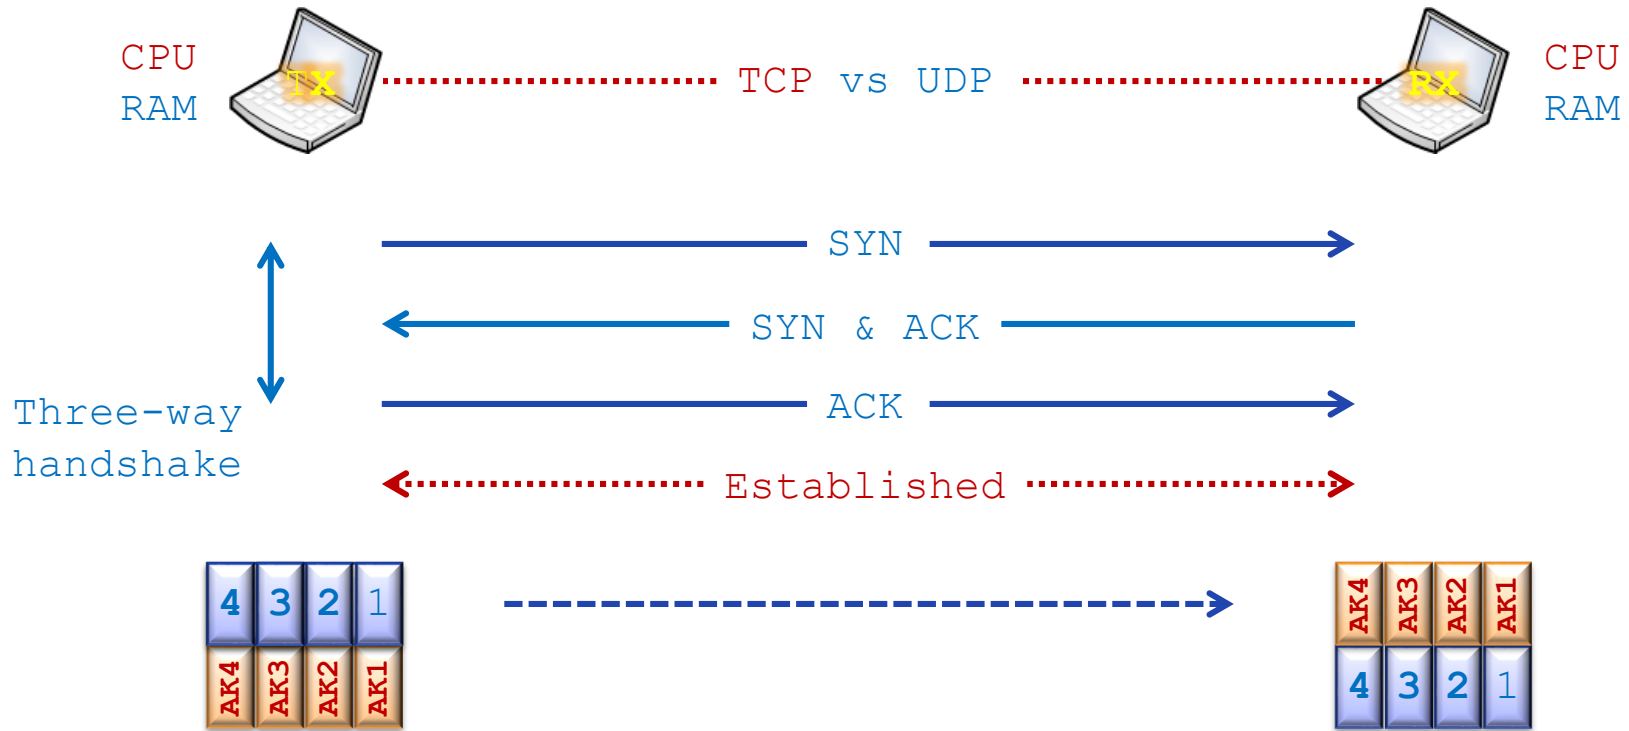 CPU
RAM
TX
TCP vs UDP
RX
CPU
RAM
SYN
SYN & ACK
ACK
Three-way
handshake
Established
4 3 2 1
AK4 AK3 AK2 AK1
AK4 AK3 AK2 AK1
4 3 2 1